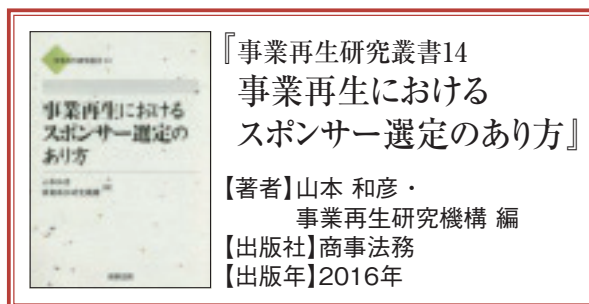 事業再生における
スポンサー選定の
あり方
『事業再生研究叢書14
事業再生における
スポンサー選定のあり方』
【著者】山本 和彦・
事業再生研究機構 編
【出版社】商事法務
【出版年】2016年